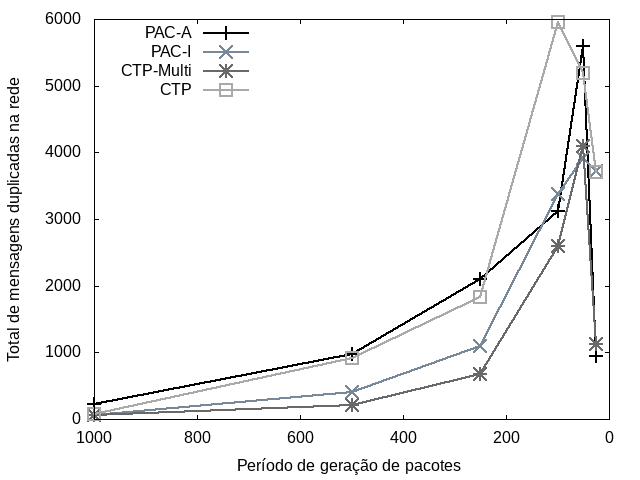 6000
5000
4000
3000
2000
1000
0
Total de mensagens duplicadas na rede
PAC-A
PAC-I
CTP-Multi
CTP
1000 800 600 400 200 0
Período de geração de pacotes